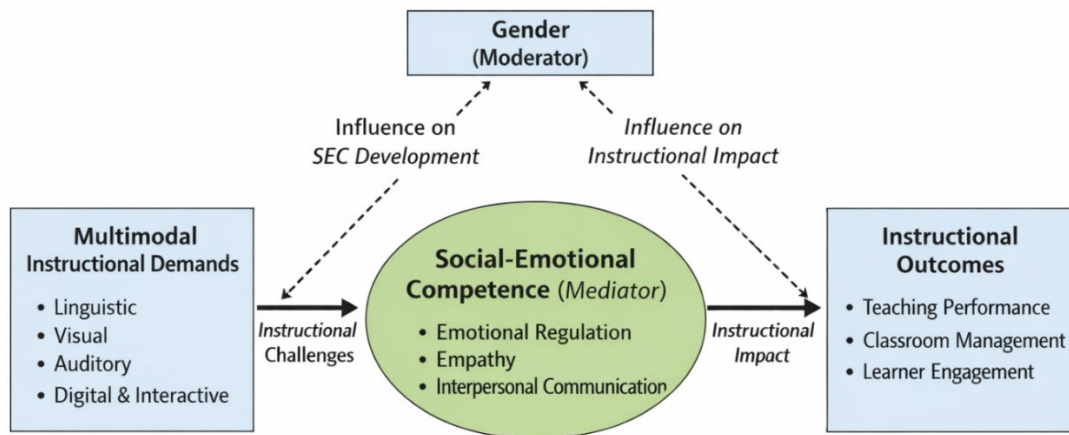 Gender
(Moderator)
Influence on
SEC Development
Influence on
Instructional Impact
Multimodal
Instructional Demands
• Linguistic
• Visual
• Auditory
• Digital & Interactive
Instructional
Challenges
Social-Emotional
Competence (Mediator)
• Emotional Regulation
• Empathy
• Interpersonal Communication
Instructional
Impact
Instructional
Outcomes
• Teaching Performance
• Classroom Management
• Learner Engagement